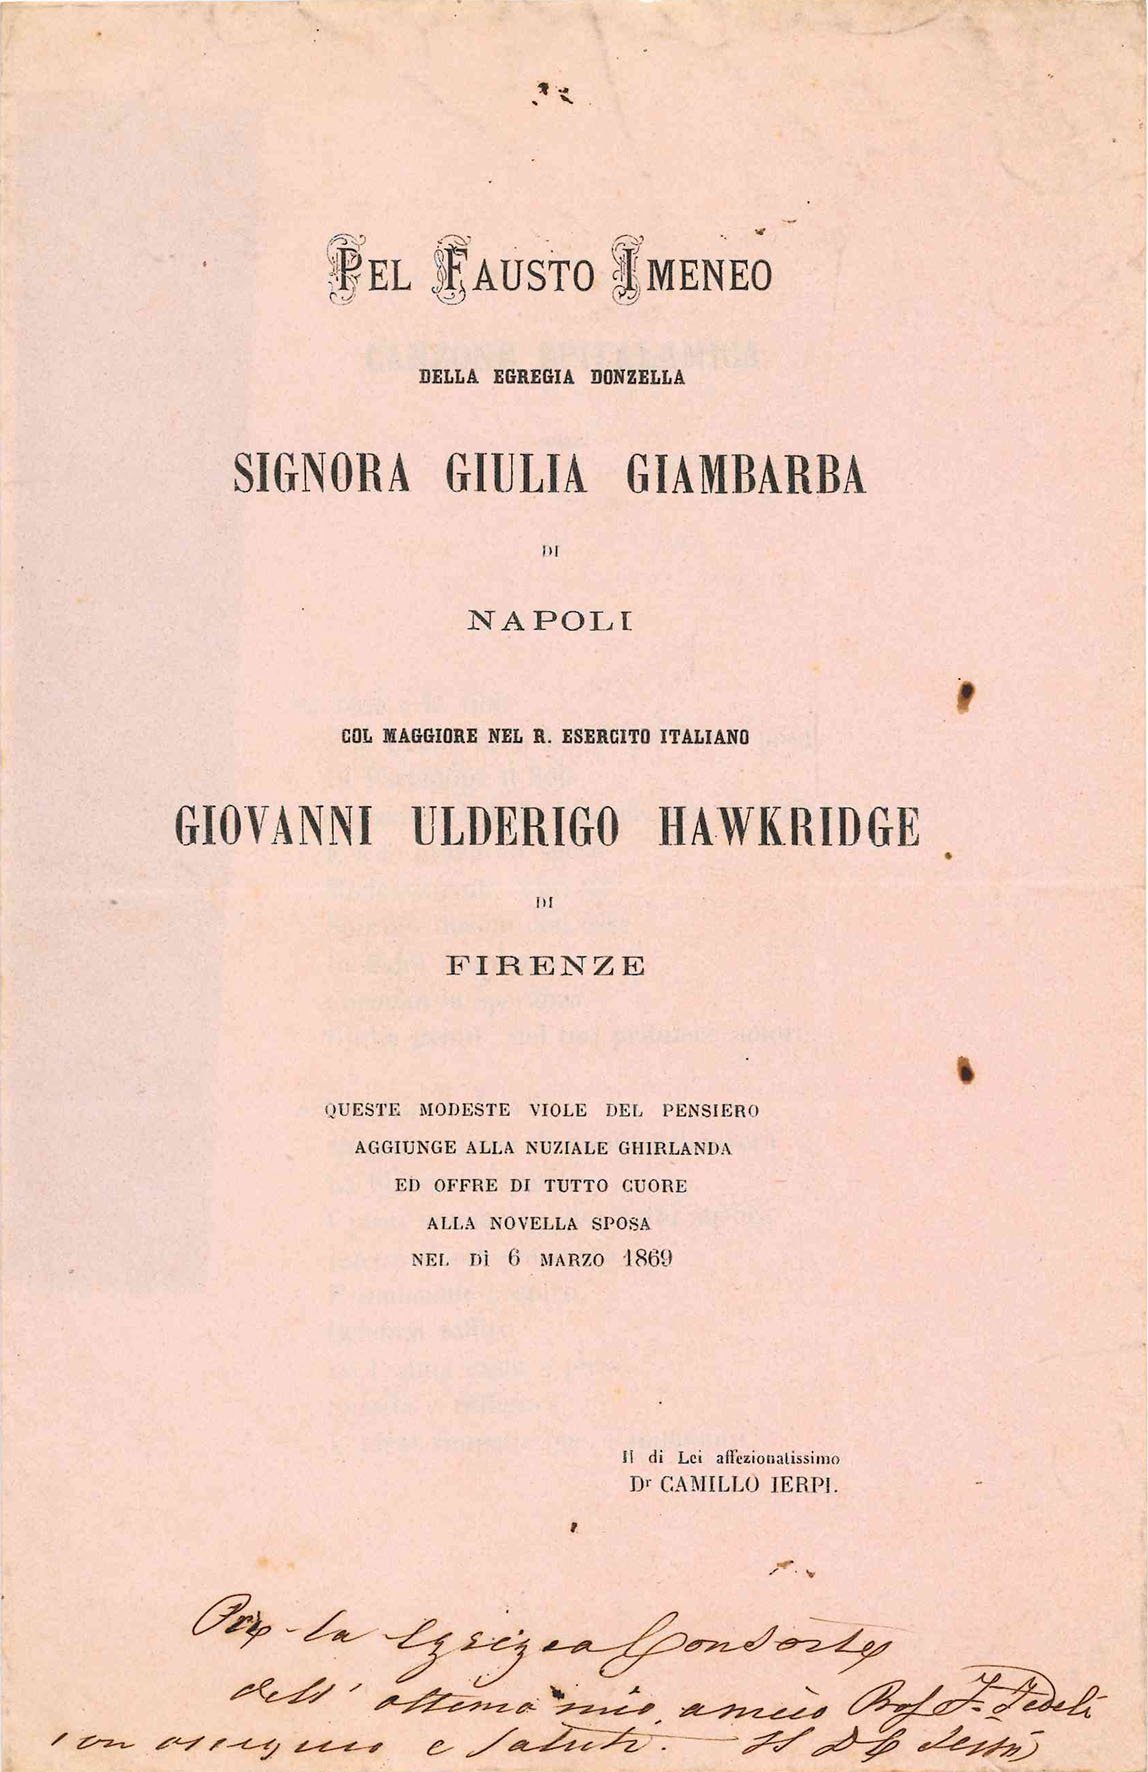 PEL FAUSTO IMENEO
DELLA EGREGIA DONZELLA
SIGNORA GIULIA GIAMBARBA
DI
NAPOLI
COL MAGGIORE NEL R. ESERCITO ITALIANO
GIOVANNI ULDERIGO HAWKRIDGE
DI
FIRENZE
QUESTE MODESTE VIOLE DEL PENSIERO
AGGIUNGE ALLA NUZIALE GHIRLANDA
ED OFFRE DI TUTTO CUORE
ALLA NOVELLA SPOSA
NEL DÌ 6 MARZO 1869
Il di Lei affezionatissimo
Dr CAMILLO IERPI.
Per la Egregia Consorte
dell' ottimo mio amico Prof F. Fedeli
con ossequio e saluti. Il D C